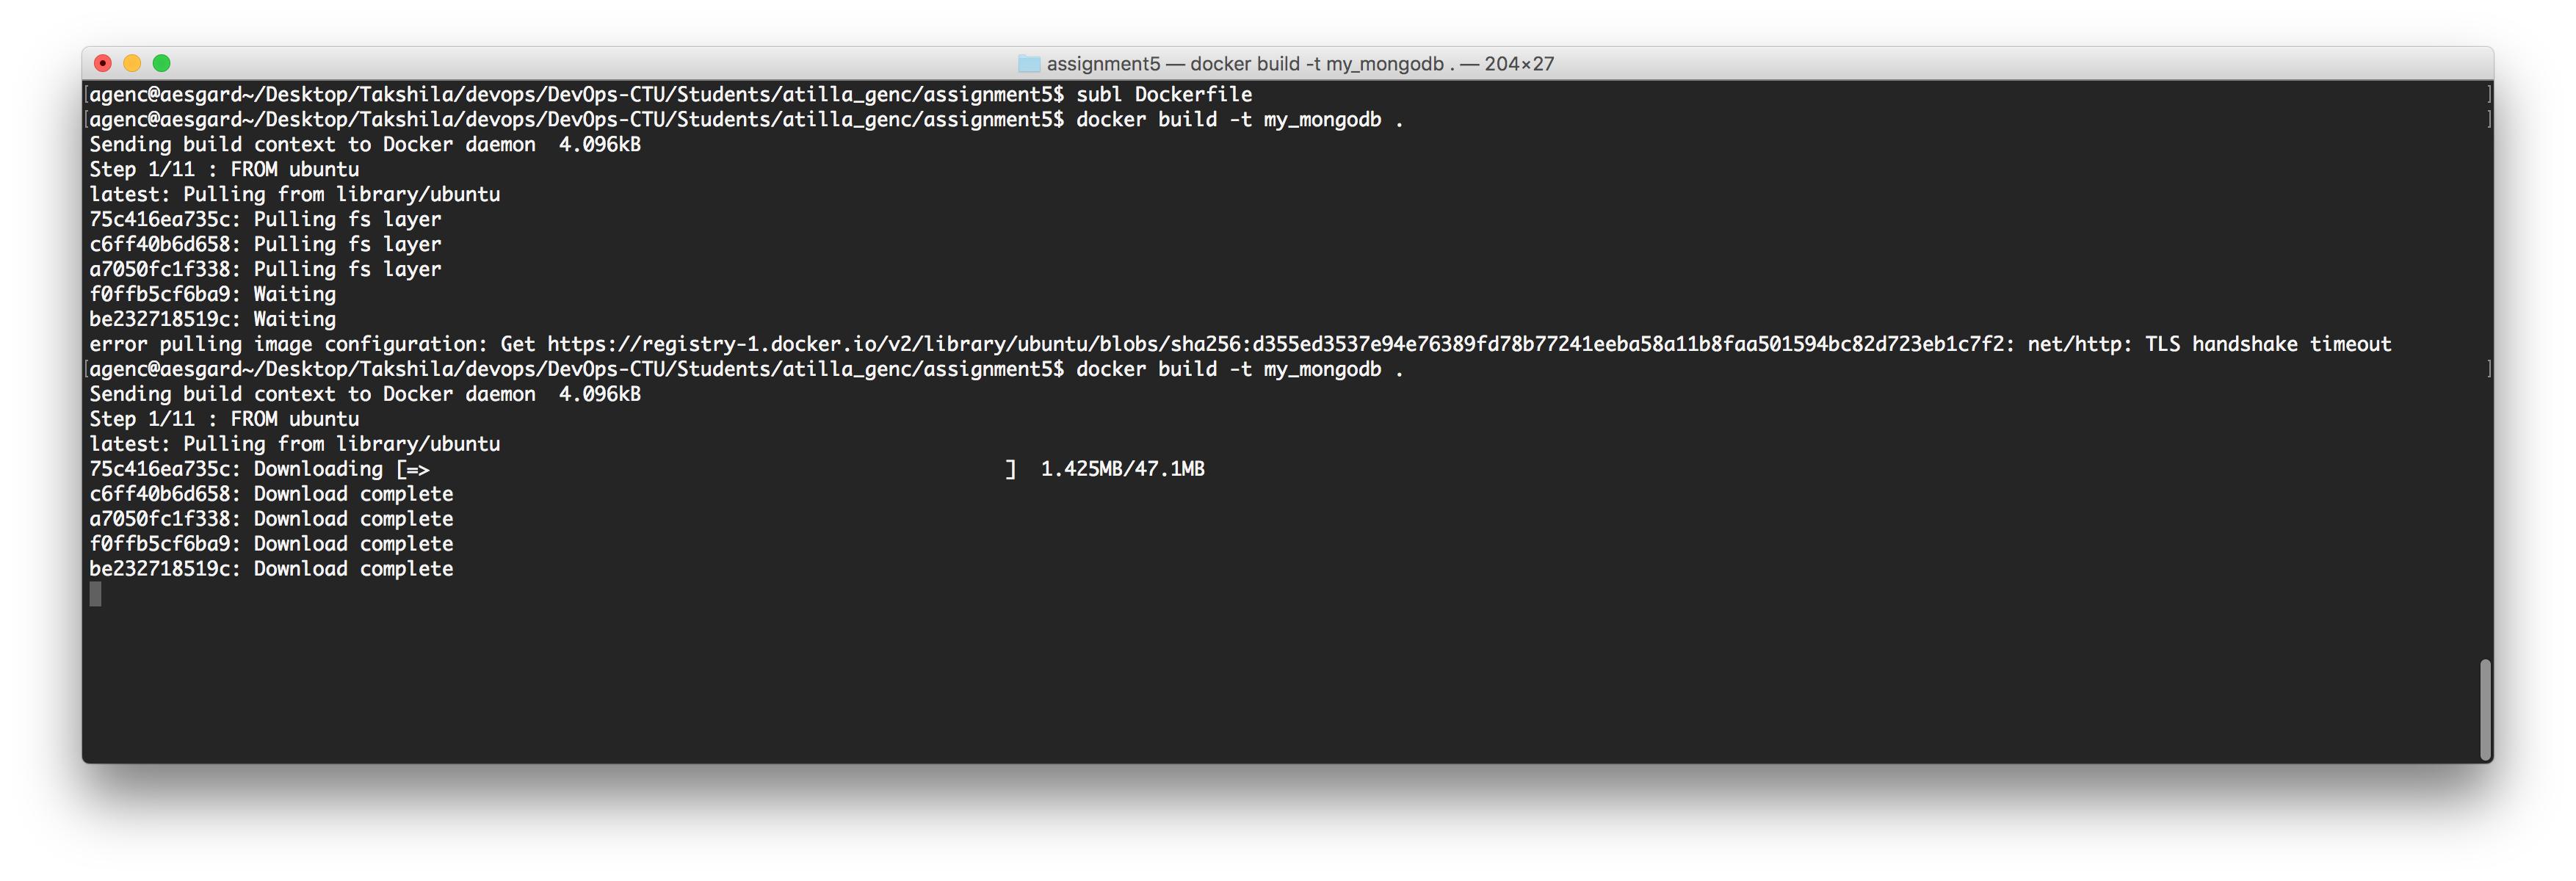 assignment5 — docker build -t my_mongodb . — 204×27
[agenc@aesgard~/Desktop/Takshila/devops/DevOps-CTU/Students/atilla_genc/assignment5$ subl Dockerfile ]
[agenc@aesgard~/Desktop/Takshila/devops/DevOps-CTU/Students/atilla_genc/assignment5$ docker build -t my_mongodb . ]
Sending build context to Docker daemon  4.096kB
Step 1/11 : FROM ubuntu
latest: Pulling from library/ubuntu
75c416ea735c: Pulling fs layer
c6ff40b6d658: Pulling fs layer
a7050fc1f338: Pulling fs layer
f0ffb5cf6ba9: Waiting
be232718519c: Waiting
error pulling image configuration: Get https://registry-1.docker.io/v2/library/ubuntu/blobs/sha256:d355ed3537e94e76389fd78b77241eeba58a11b8faa501594bc82d723eb1c7f2: net/http: TLS handshake timeout
[agenc@aesgard~/Desktop/Takshila/devops/DevOps-CTU/Students/atilla_genc/assignment5$ docker build -t my_mongodb . ]
Sending build context to Docker daemon  4.096kB
Step 1/11 : FROM ubuntu
latest: Pulling from library/ubuntu
75c416ea735c: Downloading [=>                                                 ]  1.425MB/47.1MB
c6ff40b6d658: Download complete
a7050fc1f338: Download complete
f0ffb5cf6ba9: Download complete
be232718519c: Download complete